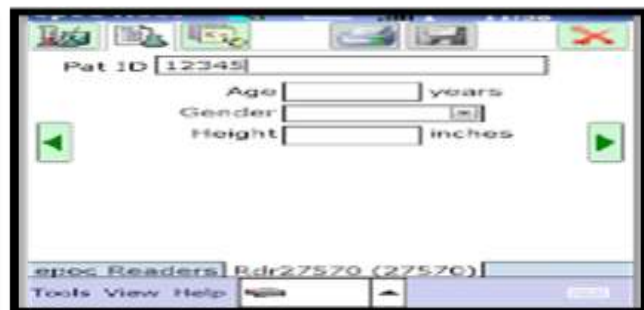 Pat ID 12345
Age years
Gender
Height inches
epoc Readers Rdr27570 (27570)
Tools View Help